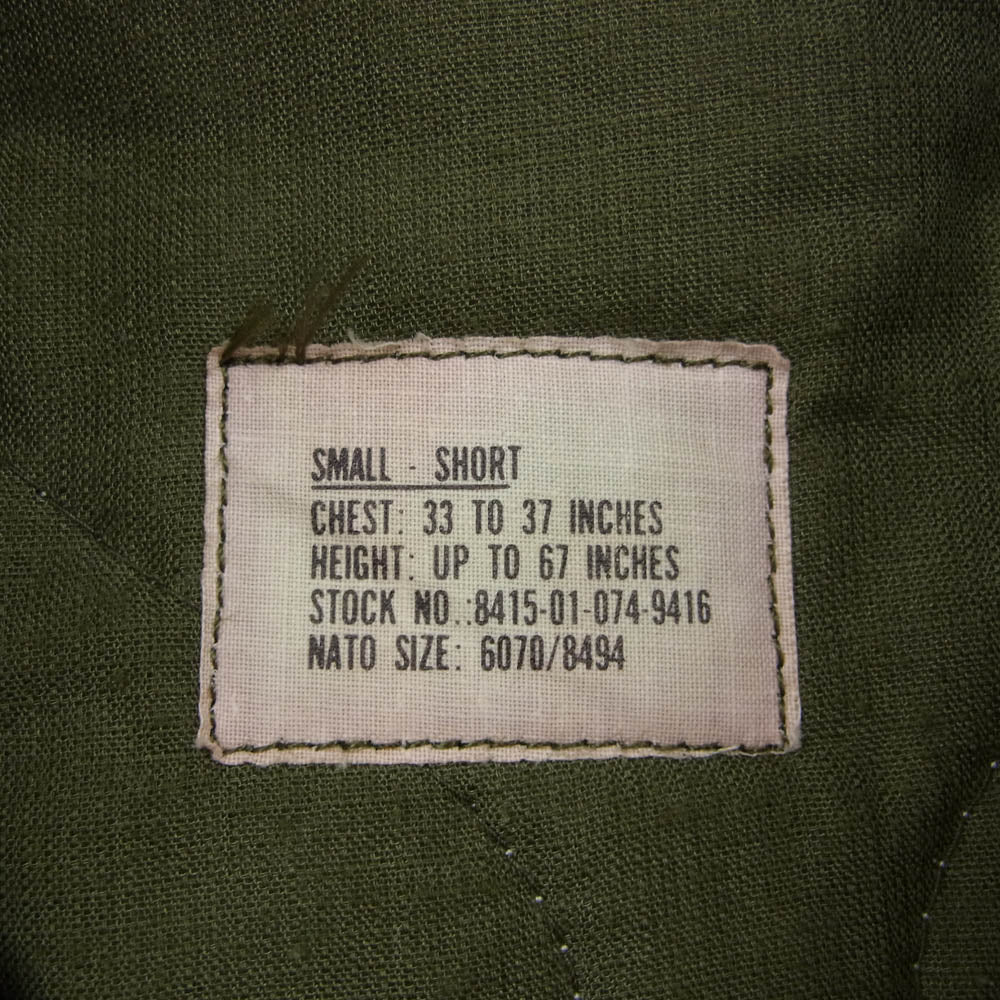 SMALL - SHORT
CHEST: 33 TO 37 INCHES
HEIGHT: UP TO 67 INCHES
STOCK NO.:8415-01-074-9416
NATO SIZE: 6070/8494